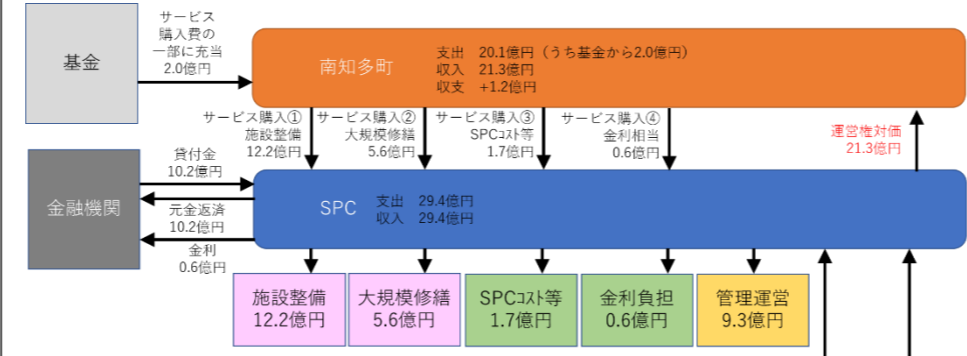 サービス
購入費の
一部に充当
2.0億円
基金
南知多町
支出　20.1億円（うち基金から2.0億円）
収入　21.3億円
収支　+1.2億円
サービス購入①
施設整備
12.2億円
サービス購入②
大規模修繕
5.6億円
サービス購入③
SPCｺｽﾄ等
1.7億円
サービス購入④
金利相当
0.6億円
運営権対価
21.3億円
貸付金
10.2億円
金融機関
元金返済
10.2億円
金利
0.6億円
SPC
支出　29.4億円
収入　29.4億円
施設整備
12.2億円
大規模修繕
5.6億円
SPCｺｽﾄ等
1.7億円
金利負担
0.6億円
管理運営
9.3億円